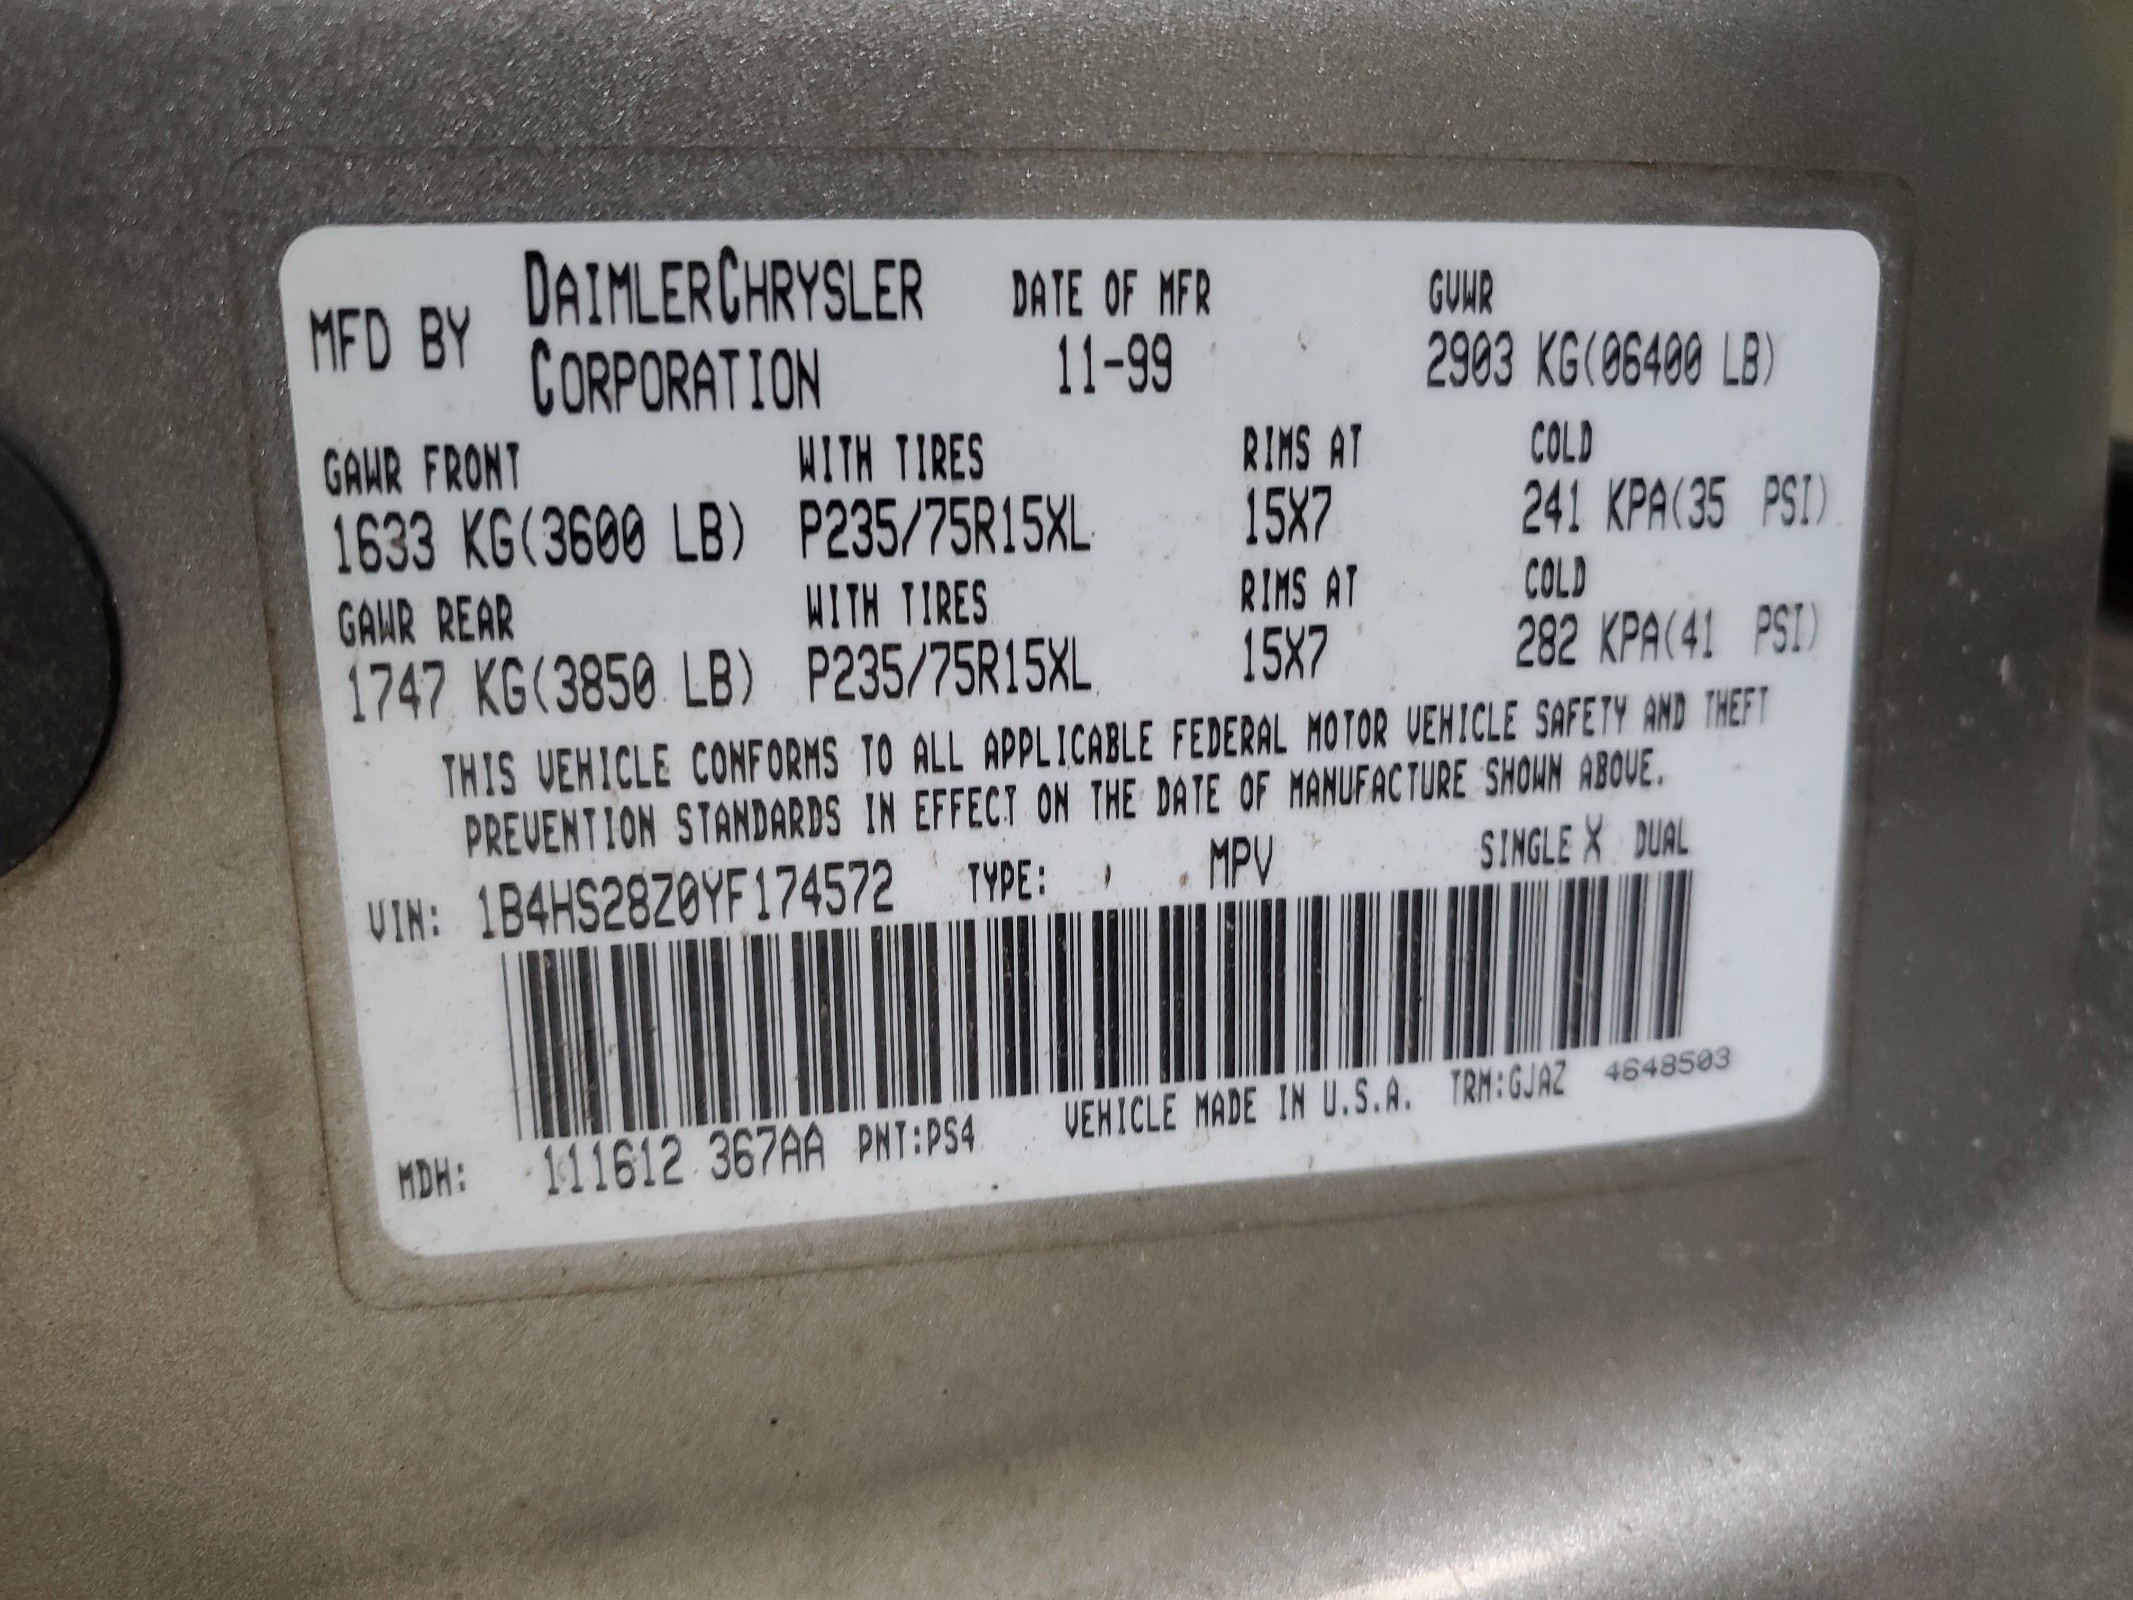 MFD BY DAIMLERCHRYSLER CORPORATION DATE OF MFR 11-99 GVWR 2903 KG(06400 LB)
GAWR FRONT WITH TIRES RIMS AT COLD
1633 KG(3600 LB) P235/75R15XL 15X7 241 KPA(35 PSI)
GAWR REAR WITH TIRES RIMS AT COLD
1747 KG(3850 LB) P235/75R15XL 15X7 282 KPA(41 PSI)
THIS VEHICLE CONFORMS TO ALL APPLICABLE FEDERAL MOTOR VEHICLE SAFETY AND THEFT
PREVENTION STANDARDS IN EFFECT ON THE DATE OF MANUFACTURE SHOWN ABOVE.
VIN: 1B4HS28Z0YF174572 TYPE: MPV SINGLE X DUAL
MDH: 111612 367AA PNT:PS4 VEHICLE MADE IN U.S.A. TRM:GJAZ 4648503